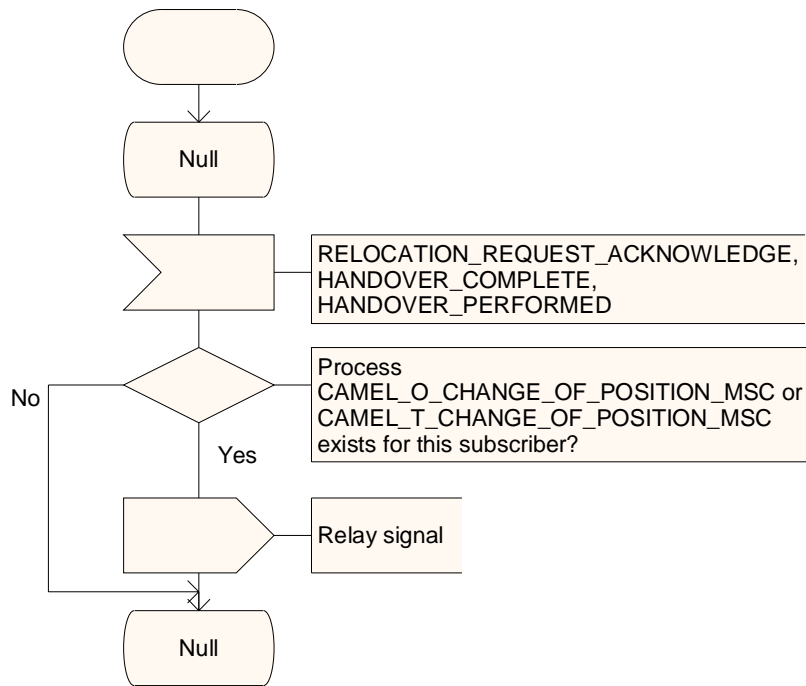 Null
RELOCATION_REQUEST_ACKNOWLEDGE,
HANDOVER_COMPLETE,
HANDOVER_PERFORMED
Process
CAMEL_O_CHANGE_OF_POSITION_MSC or
CAMEL_T_CHANGE_OF_POSITION_MSC
exists for this subscriber?
No
Yes
Relay signal
Null